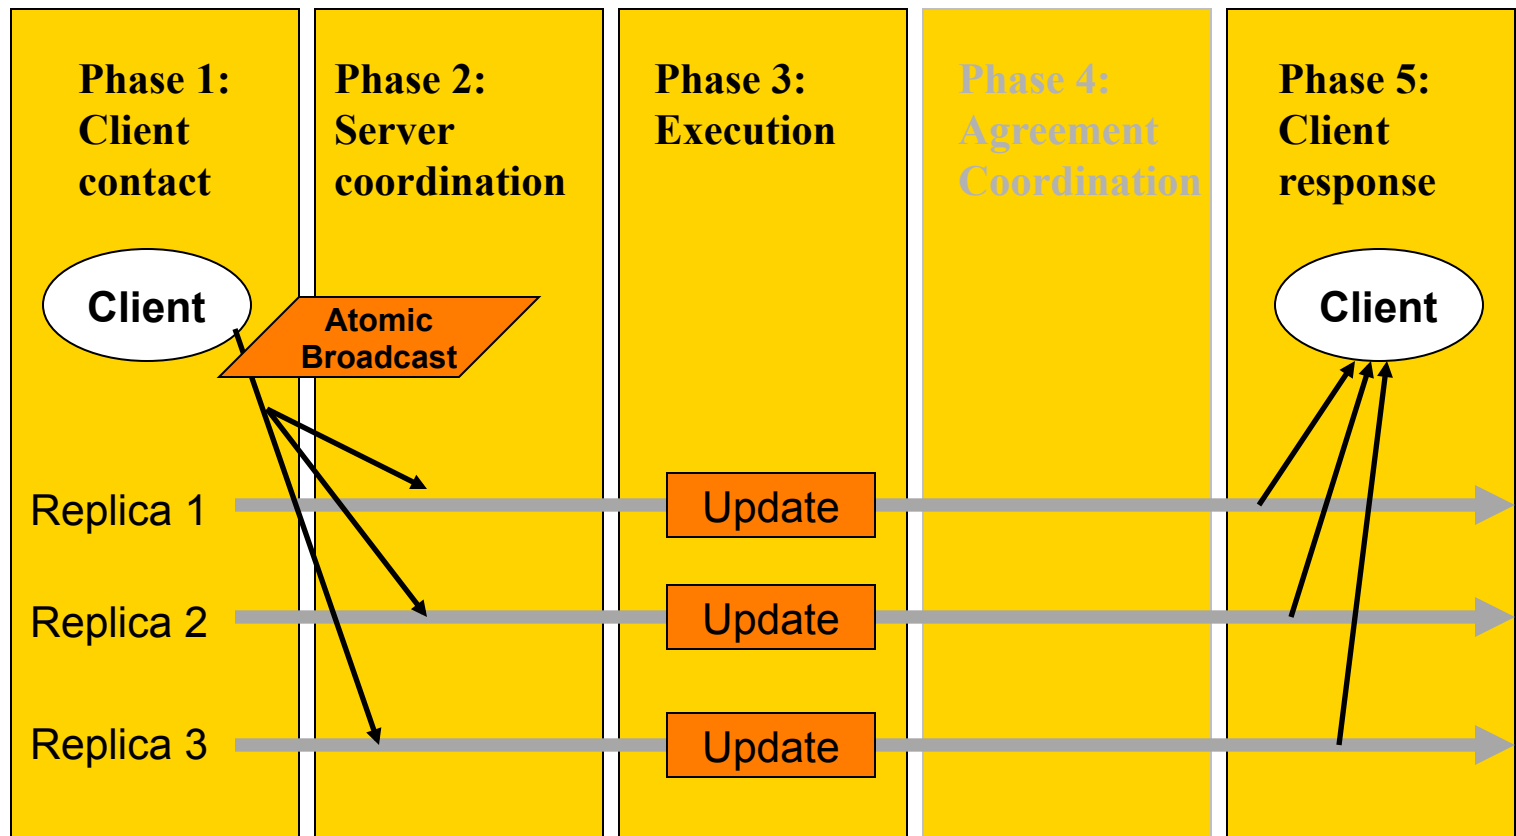 Phase 1:
Client
contact
Phase 2:
Server
coordination
Phase 3:
Execution
Phase 4:
Agreement
Coordination
Phase 5:
Client
response
Client
Atomic
Broadcast
Client
Replica 1
Update
Replica 2
Update
Replica 3
Update